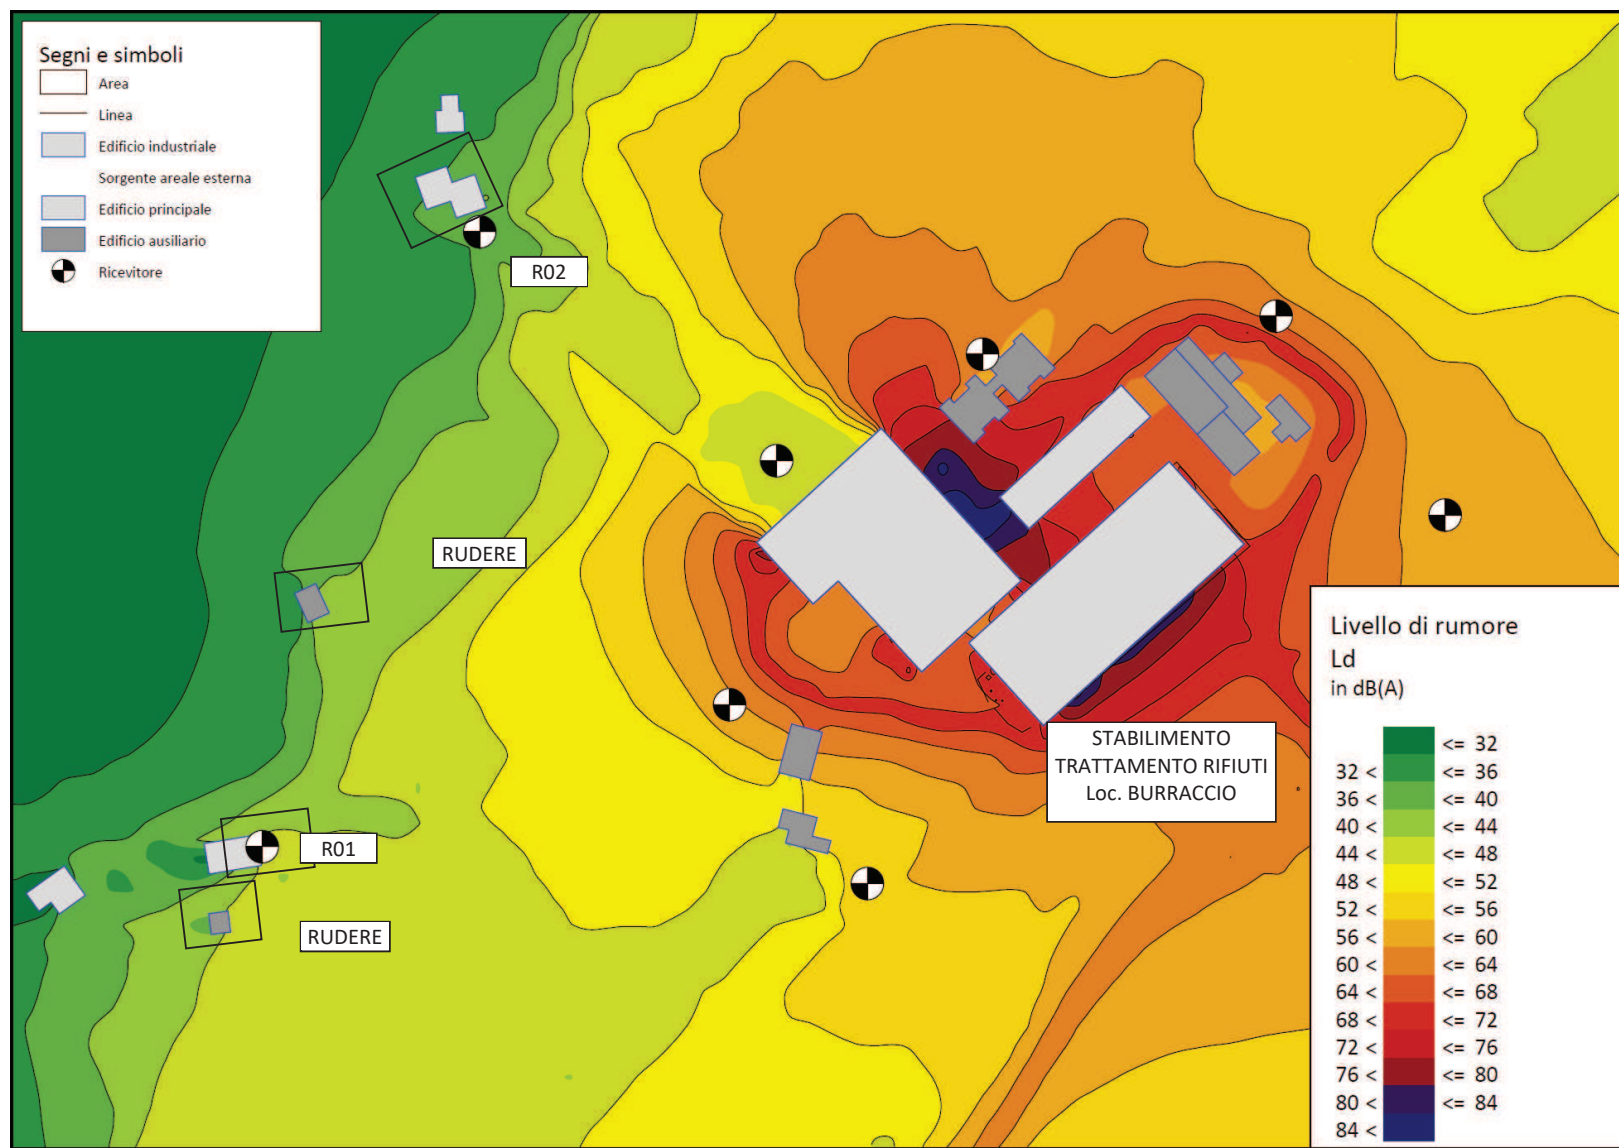 Segni e simboli
Area
Linea
Edificio industriale
Sorgente areale esterna
Edificio principale
Edificio ausiliario
Ricevitore
R02
RUDERE
R01
RUDERE
STABILIMENTO
TRATTAMENTO RIFIUTI
Loc. BURRACCIO
Livello di rumore
Ld
in dB(A)
<= 32
32 < <= 36
36 < <= 40
40 < <= 44
44 < <= 48
48 < <= 52
52 < <= 56
56 < <= 60
60 < <= 64
64 < <= 68
68 < <= 72
72 < <= 76
76 < <= 80
80 < <= 84
84 <